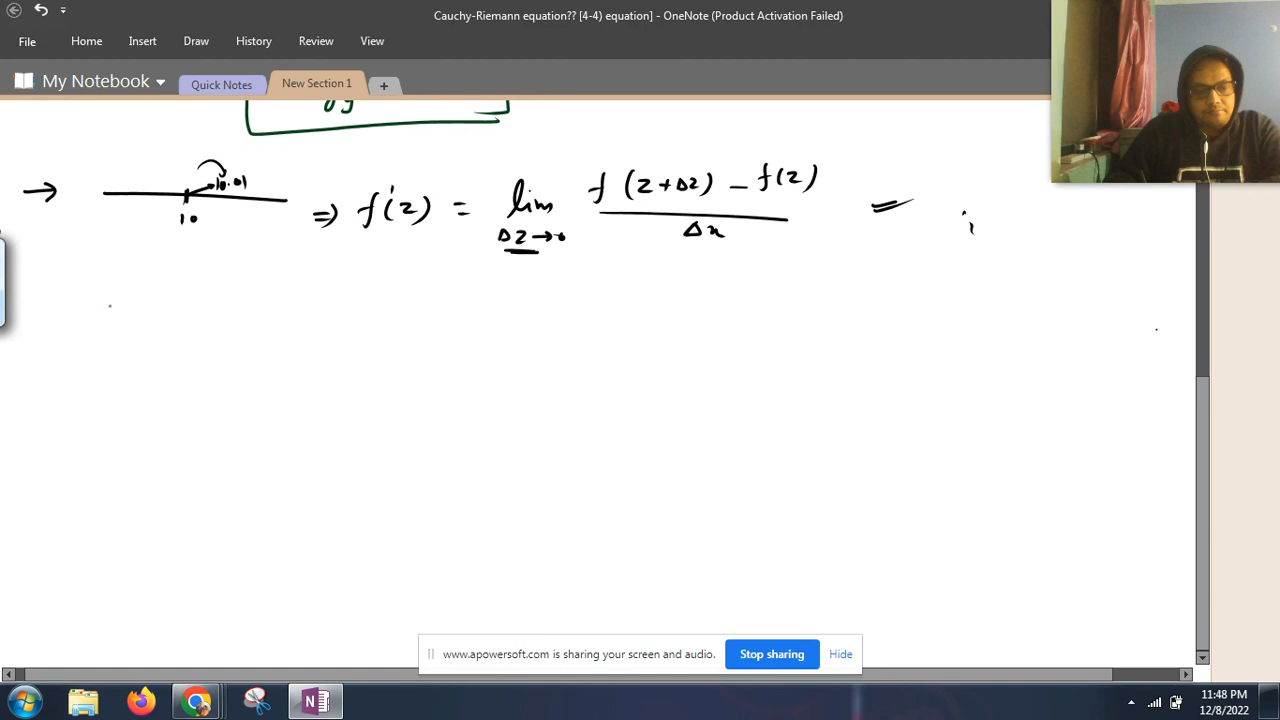 Cauchy-Riemann equation?? [4-4) equation] - OneNote (Product Activation Failed)
File Home Insert Draw History Review View
My Notebook Quick Notes New Section 1 +
→ 10.01
10
⇒ f'(z) = lim Δz→0 f(z+Δz) - f(z) / Δx =
www.apowersoft.com is sharing your screen and audio. Stop sharing Hide
11:48 PM
12/8/2022